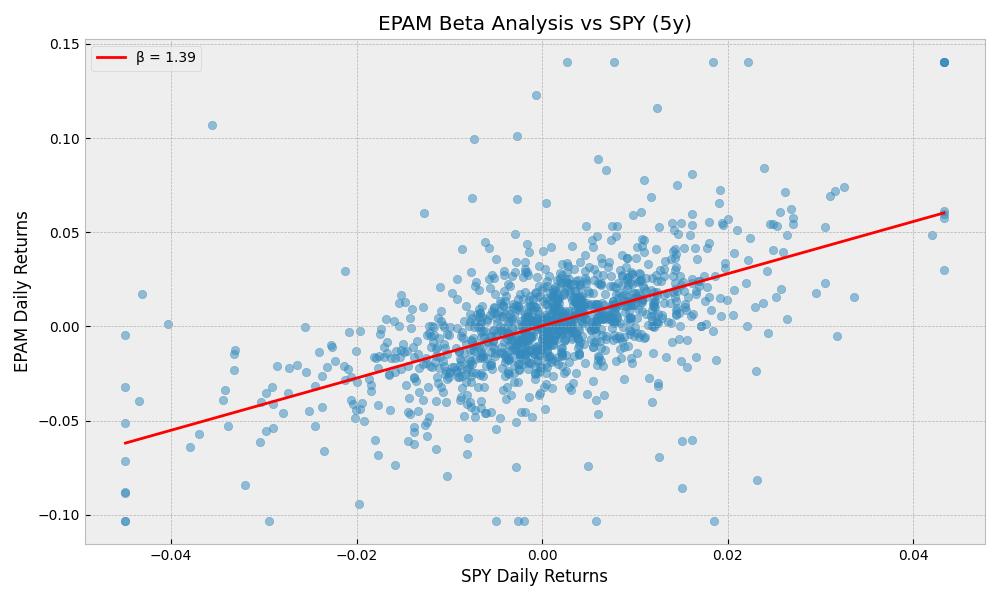 EPAM Beta Analysis vs SPY (5y)
β = 1.39
EPAM Daily Returns
0.15
0.10
0.05
0.00
−0.05
−0.10
−0.04
−0.02
0.00
0.02
0.04
SPY Daily Returns